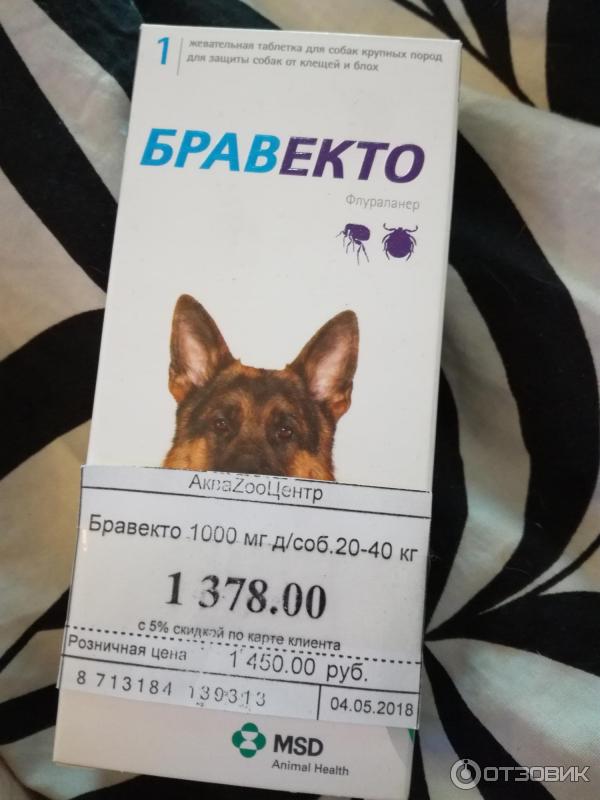 1 жевательная таблетка для собак крупных пород
для защиты собак от клещей и блох
БРАВЕКТО
Флураланер
АкваZooЦентр
Бравекто 1000 мг д/соб.20-40 кг
1 378.00
с 5% скидкой по карте клиента
Розничная цена 1 450.00 руб.
8 713184 139313 04.05.2018
MSD
Animal Health
ОТЗОВИК